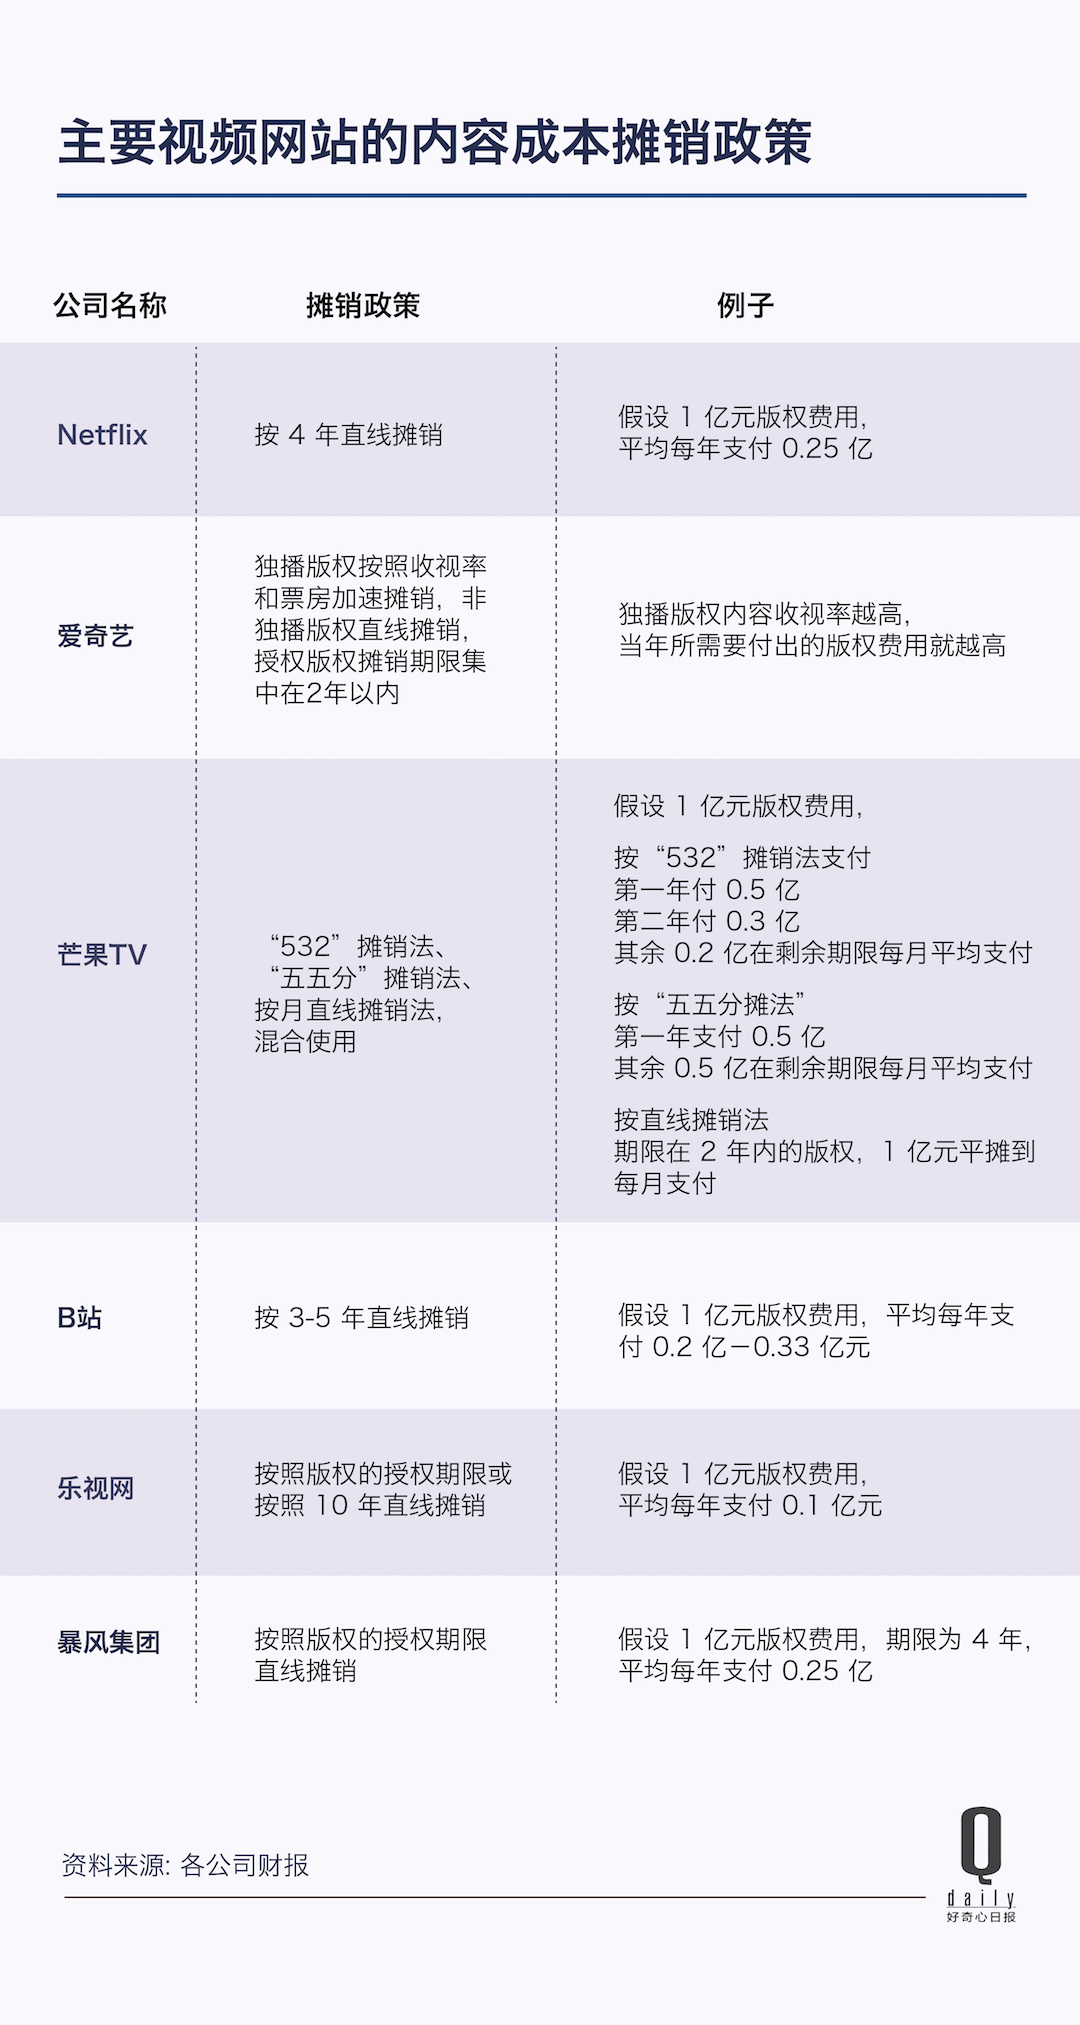 主要视频网站的内容成本摊销政策
公司名称 摊销政策 例子
Netflix
按 4 年直线摊销
假设 1 亿元版权费用，
平均每年支付 0.25 亿
爱奇艺
独播版权按照收视率
和票房加速摊销，非
独播版权直线摊销，
授权版权摊销期限集
中在2年以内
独播版权内容收视率越高，
当年所需要付出的版权费用就越高
芒果TV
“532”摊销法、
“五五分”摊销法、
按月直线摊销法，
混合使用
假设 1 亿元版权费用，
按“532”摊销法支付
第一年付 0.5 亿
第二年付 0.3 亿
其余 0.2 亿在剩余期限每月平均支付
按“五五分摊法”
第一年支付 0.5 亿
其余 0.5 亿在剩余期限每月平均支付
按直线摊销法
期限在 2 年内的版权，1 亿元平摊到
每月支付
B站
按 3-5 年直线摊销
假设 1 亿元版权费用，平均每年支
付 0.2 亿－0.33 亿元
乐视网
按照版权的授权期限或
按照 10 年直线摊销
假设 1 亿元版权费用，
平均每年支付 0.1 亿元
暴风集团
按照版权的授权期限
直线摊销
假设 1 亿元版权费用，期限为 4 年，
平均每年支付 0.25 亿
资料来源: 各公司财报
Q
daily
好奇心日报